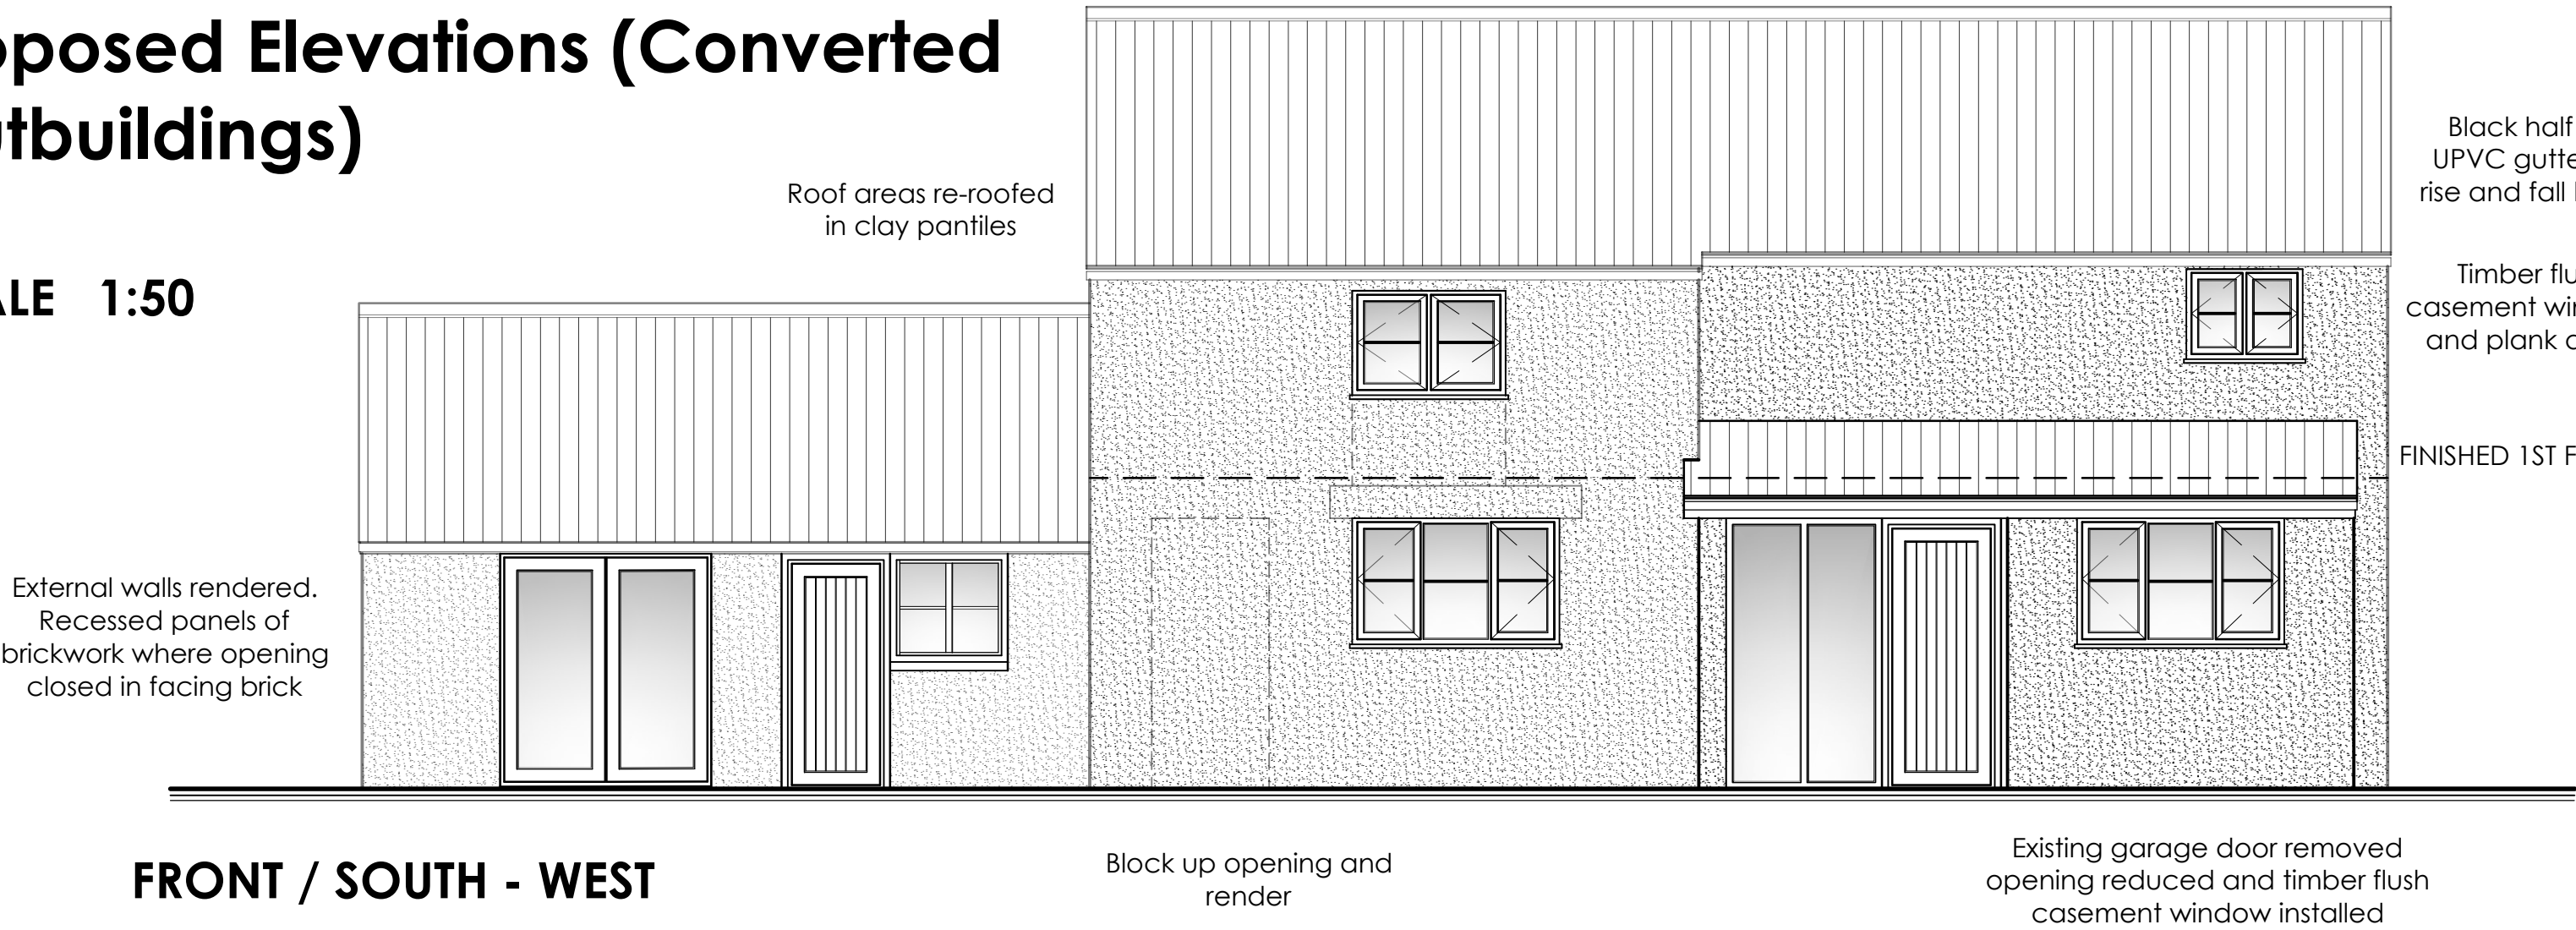 oposed Elevations (Converted
utbuildings)
ALE 1:50
Roof areas re-roofed
in clay pantiles
Black half
UPVC gutte
rise and fall
Timber flu
casement wi
and plank
FINISHED 1ST F
External walls rendered.
Recessed panels of
brickwork where opening
closed in facing brick
FRONT / SOUTH - WEST
Block up opening and
render
Existing garage door removed
opening reduced and timber flush
casement window installed